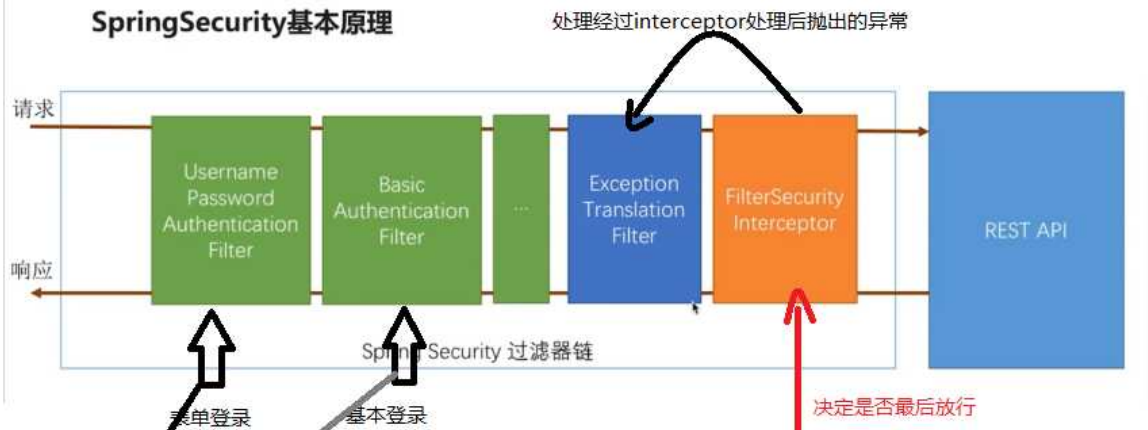 SpringSecurity基本原理
处理经过interceptor处理后抛出的异常
请求
Username
Password
Authentication
Filter
Basic
Authentication
Filter
...
Exception
Translation
Filter
FilterSecurity
Interceptor
REST API
响应
Spring Security 过滤器链
表单登录
基本登录
决定是否最后放行